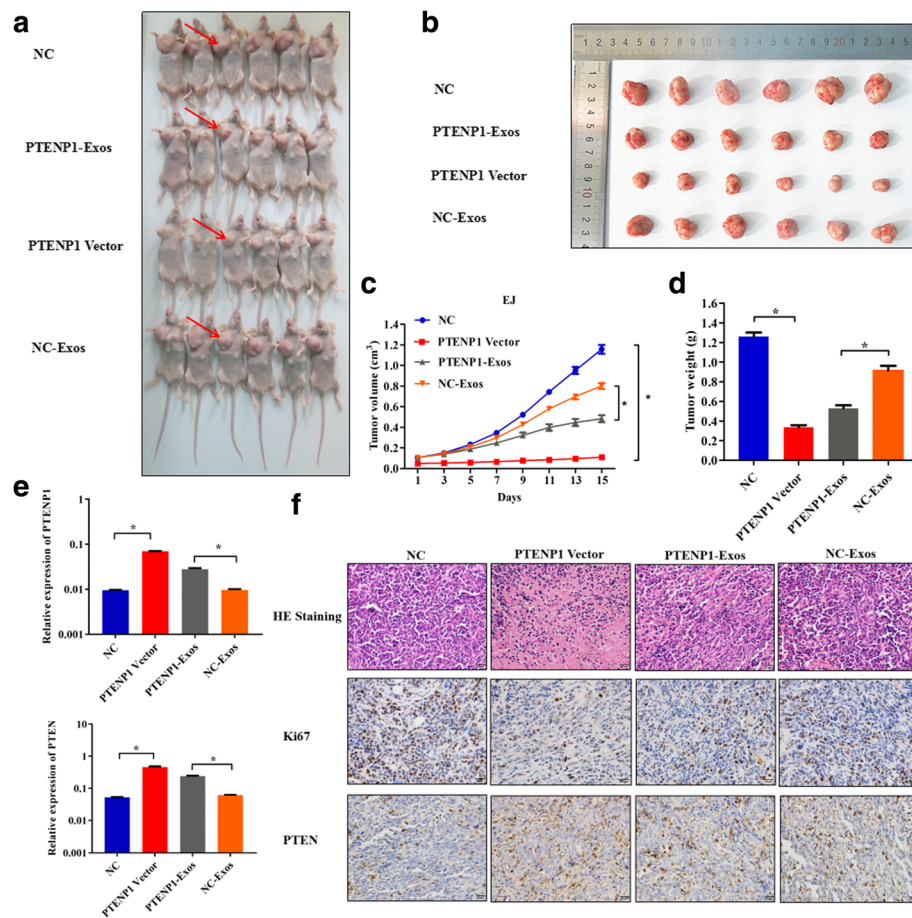 a
NC
PTENP1-Exos
PTENP1 Vector
NC-Exos
b
NC
PTENP1-Exos
PTENP1 Vector
NC-Exos
c
EJ
NC
PTENP1 Vector
PTENP1-Exos
NC-Exos
Tumor volume (cm³)
1.4
1.2
1.0
0.8
0.6
0.4
0.2
0.0
1 3 5 7 9 11 13 15
Days
*
*
d
Tumor weight (g)
1.6
1.4
1.2
1.0
0.8
0.6
0.4
0.2
0.0
*
*
NC
PTENP1 Vector
PTENP1-Exos
NC-Exos
e
Relative expression of PTENP1
1
0.1
0.01
0.001
*
*
NC
PTENP1 Vector
PTENP1-Exos
NC-Exos
Relative expression of PTEN
10
1
0.1
0.01
0.001
*
*
NC
PTENP1 Vector
PTENP1-Exos
NC-Exos
f
NC PTENP1 Vector PTENP1-Exos NC-Exos
HE Staining
Ki67
PTEN